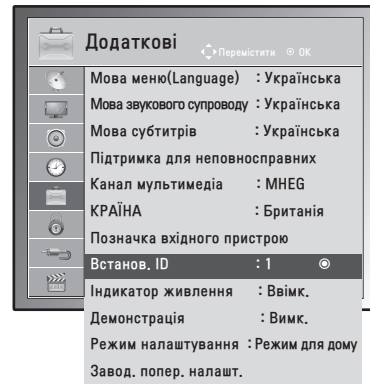 Додаткові Перемістити OK
Мова меню(Language) : Українська
Мова звукового супроводу : Українська
Мова субтитрів : Українська
Підтримка для неповносправних
Канал мультимедіа : MHEG
КРАЇНА : Британія
Позначка вхідного пристрою
Встанов. ID : 1
Індикатор живлення : Ввімк.
Демонстрація : Вимк.
Режим налаштування : Режим для дому
Завод. попер. налашт.